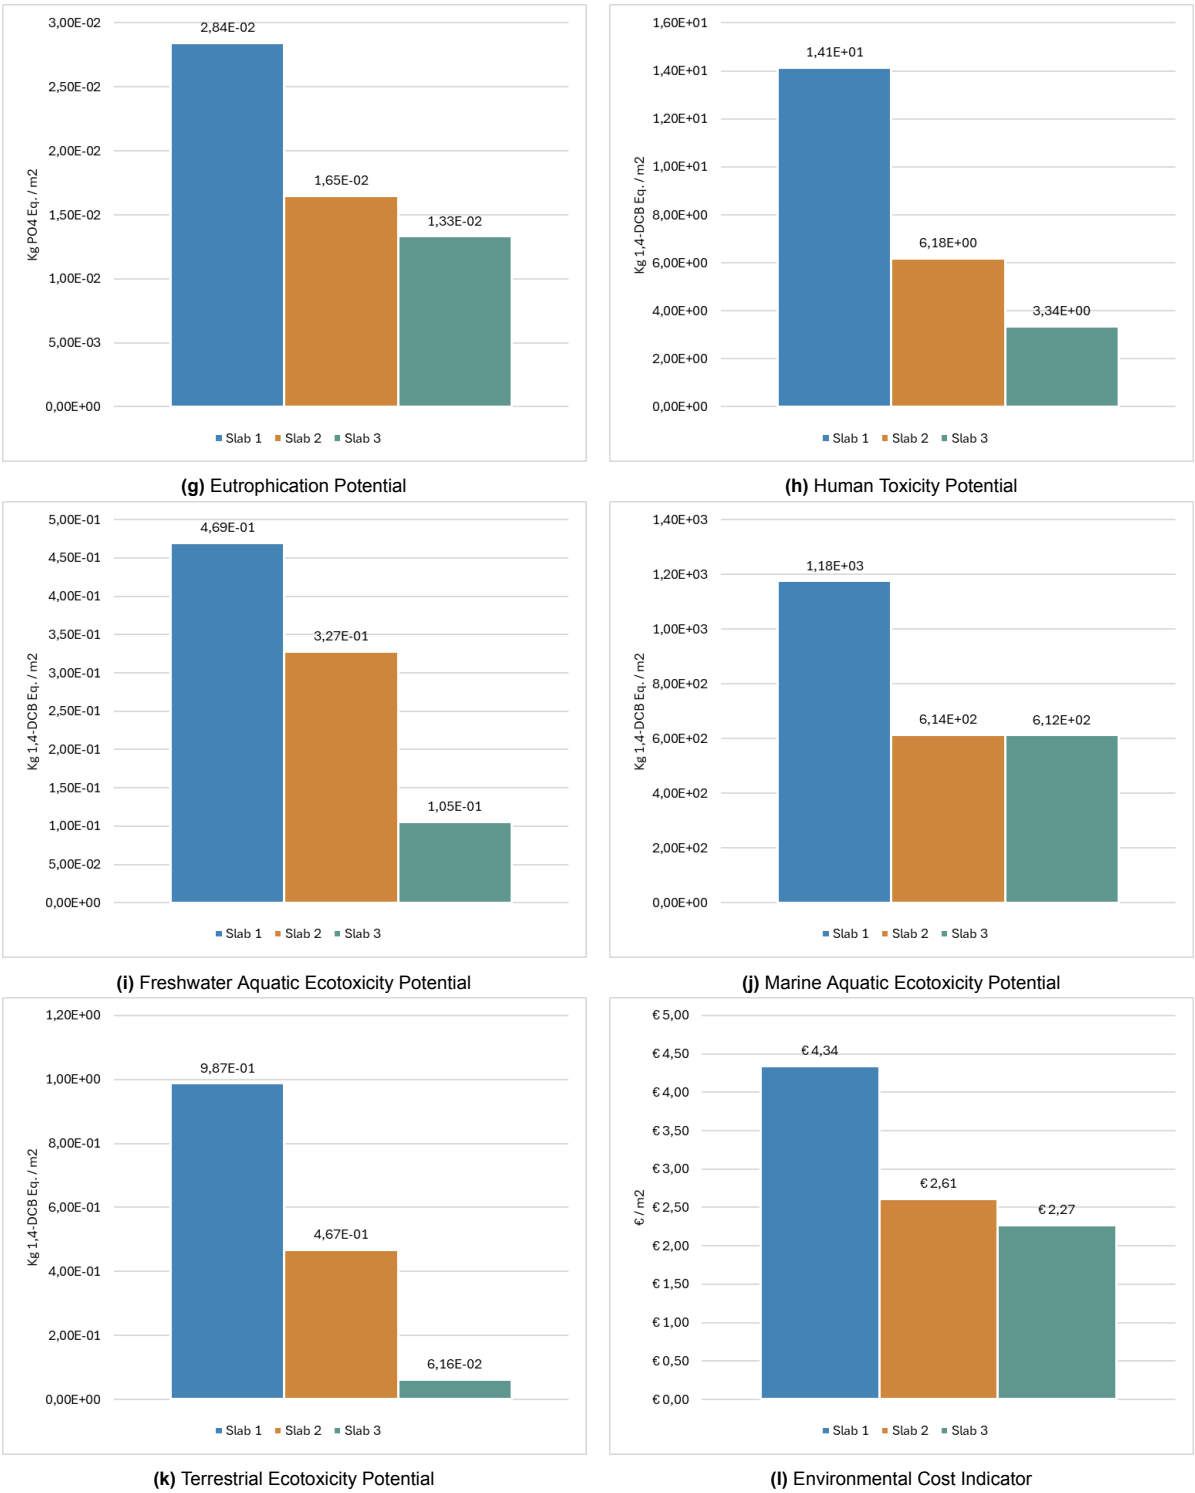 3,00E-02
2,84E-02
2,50E-02
2,00E-02
1,65E-02
1,50E-02
1,33E-02
1,00E-02
5,00E-03
0,00E+00
Kg PO4 Eq. / m2
Slab 1 Slab 2 Slab 3
(g) Eutrophication Potential
1,60E+01
1,41E+01
1,40E+01
1,20E+01
1,00E+01
8,00E+00
6,18E+00
6,00E+00
4,00E+00
3,34E+00
2,00E+00
0,00E+00
Kg 1,4-DCB Eq. / m2
Slab 1 Slab 2 Slab 3
(h) Human Toxicity Potential
5,00E-01
4,69E-01
4,50E-01
4,00E-01
3,50E-01
3,27E-01
3,00E-01
2,50E-01
2,00E-01
1,50E-01
1,05E-01
1,00E-01
5,00E-02
0,00E+00
Kg 1,4-DCB Eq. / m2
Slab 1 Slab 2 Slab 3
(i) Freshwater Aquatic Ecotoxicity Potential
1,40E+03
1,18E+03
1,20E+03
1,00E+03
8,00E+02
6,14E+02
6,12E+02
6,00E+02
4,00E+02
2,00E+02
0,00E+00
Kg 1,4-DCB Eq. / m2
Slab 1 Slab 2 Slab 3
(j) Marine Aquatic Ecotoxicity Potential
1,20E+00
9,87E-01
1,00E+00
8,00E-01
6,00E-01
4,67E-01
4,00E-01
2,00E-01
6,16E-02
0,00E+00
Kg 1,4-DCB Eq. / m2
Slab 1 Slab 2 Slab 3
(k) Terrestrial Ecotoxicity Potential
€ 5,00
€ 4,50
€ 4,34
€ 4,00
€ 3,50
€ 3,00
€ 2,61
€ 2,50
€ 2,27
€ 2,00
€ 1,50
€ 1,00
€ 0,50
€ 0,00
€ / m2
Slab 1 Slab 2 Slab 3
(l) Environmental Cost Indicator